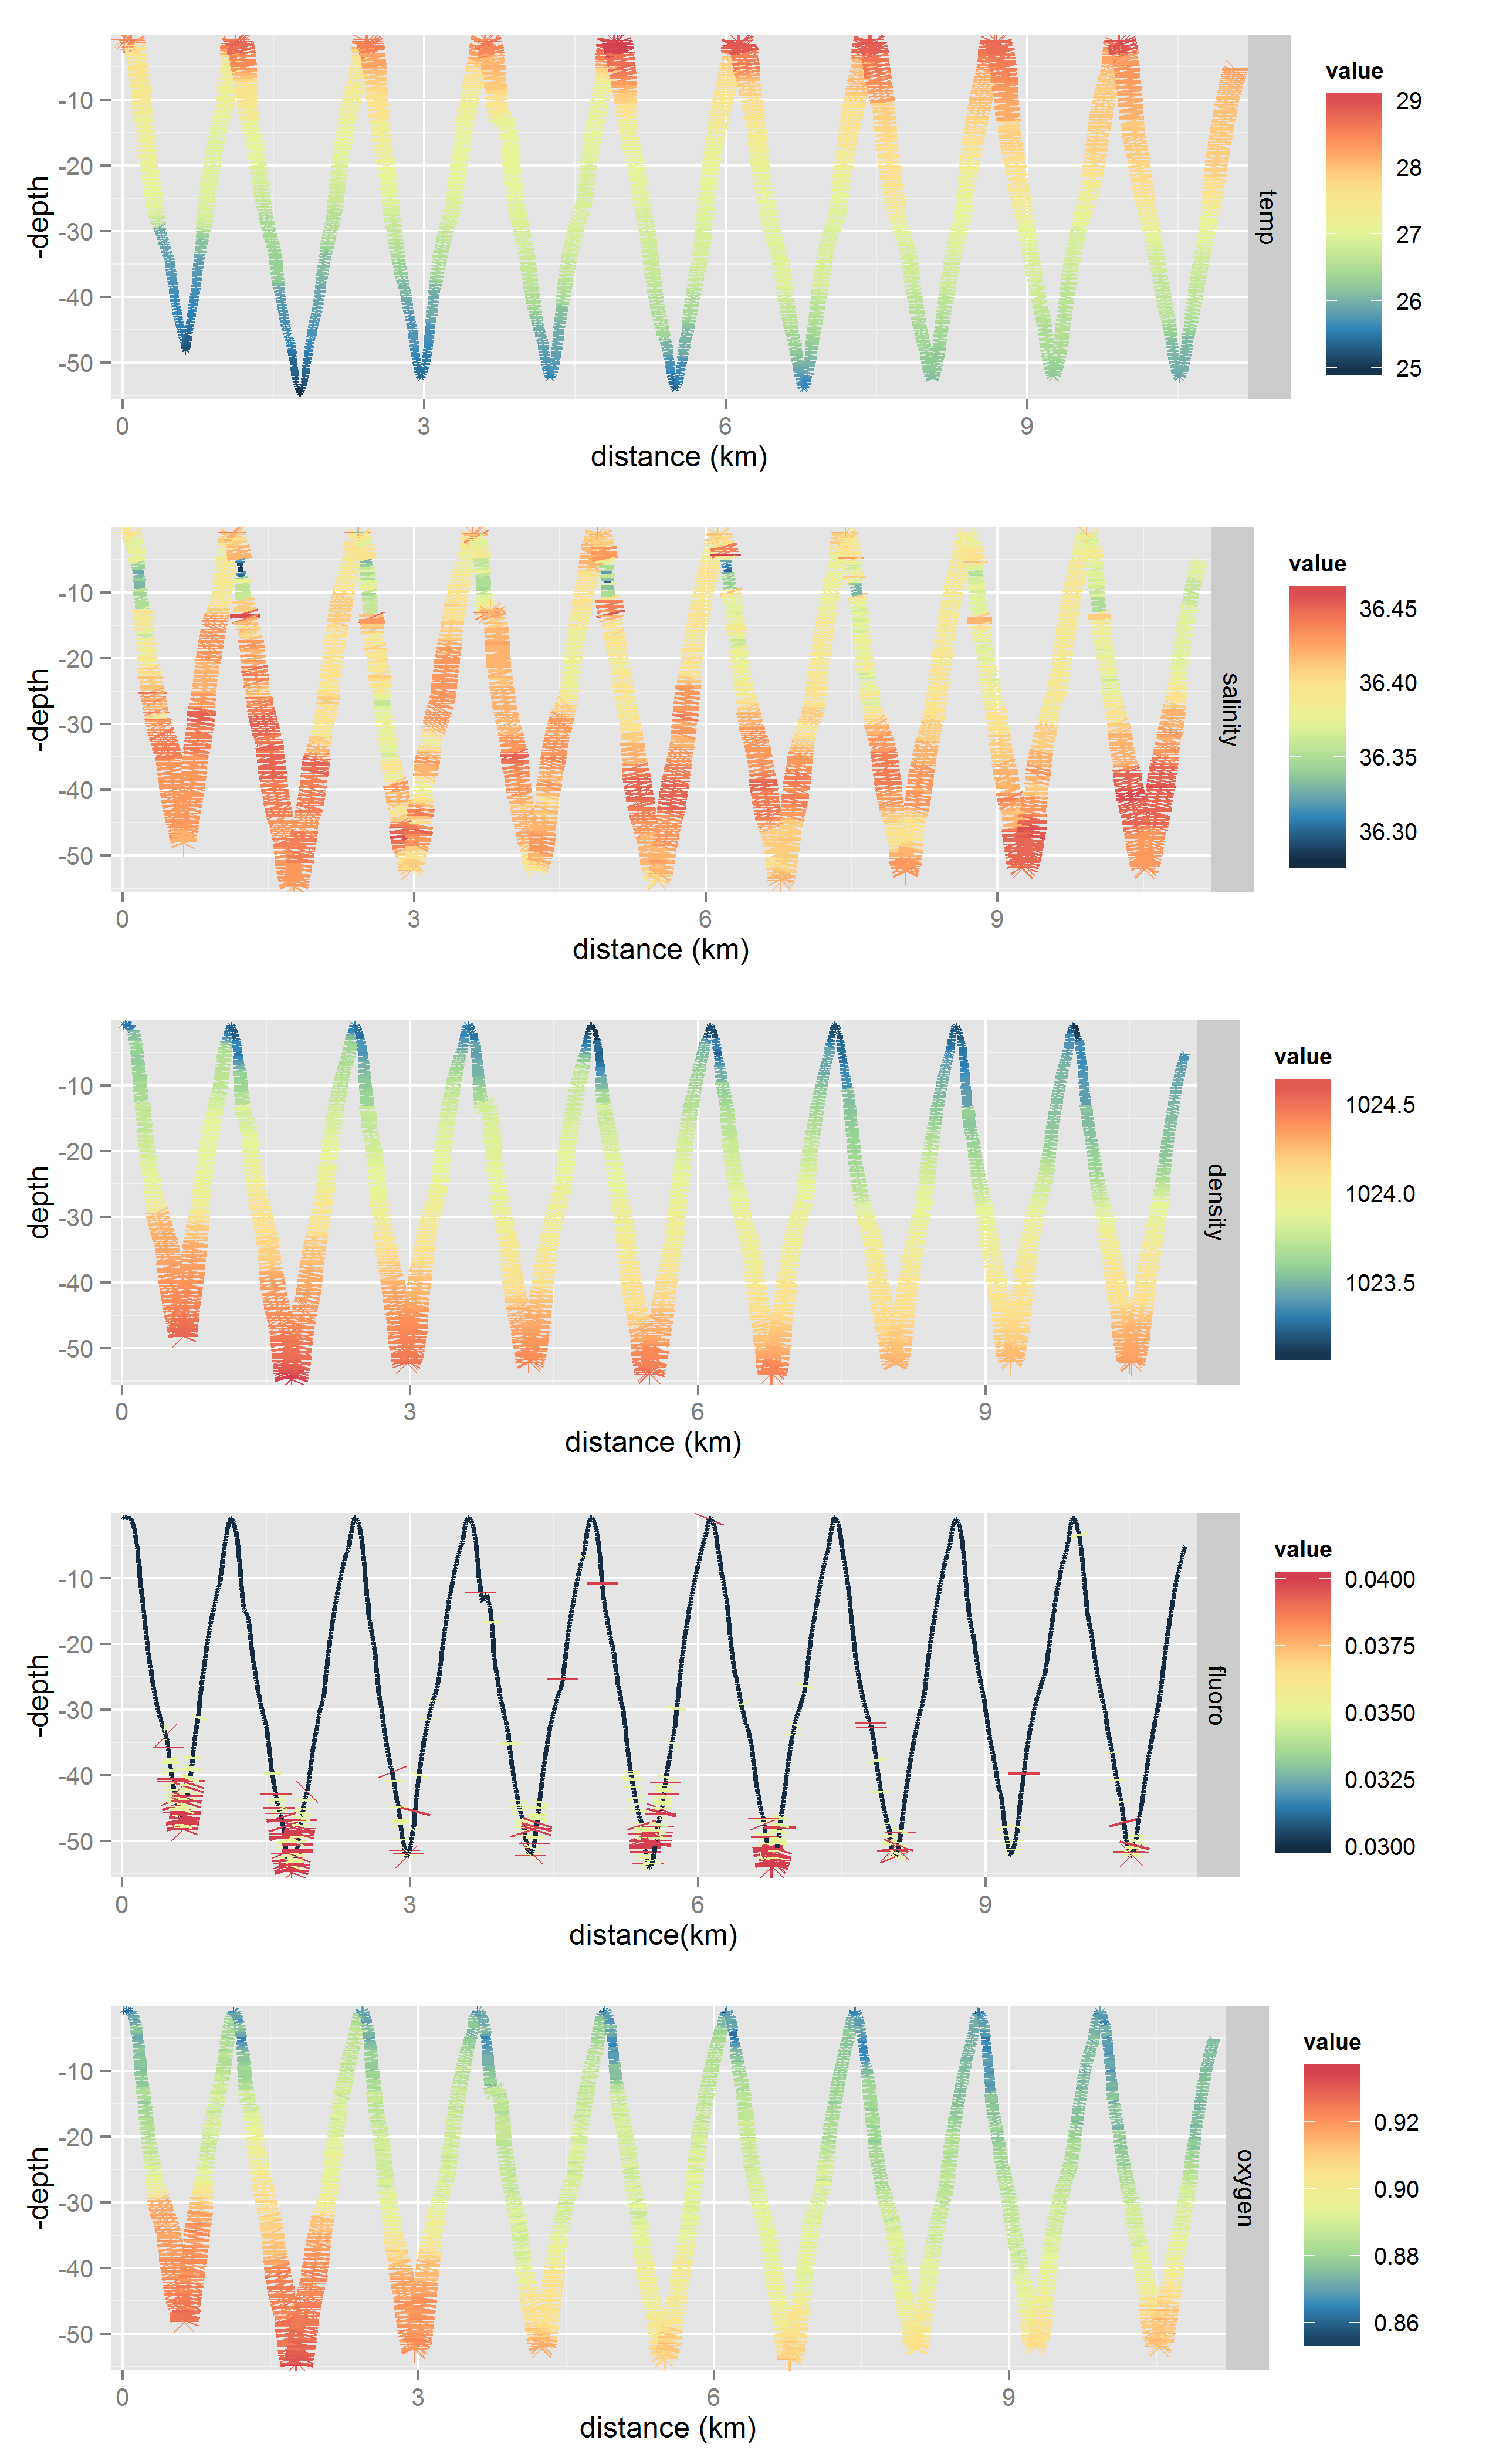 -10
-20
-30
-40
-50
-depth
0 3 6 9
distance (km)
temp
value
29
28
27
26
25
-10
-20
-30
-40
-50
-depth
0 3 6 9
distance (km)
salinity
value
36.45
36.40
36.35
36.30
-10
-20
-30
-40
-50
depth
0 3 6 9
distance (km)
density
value
1024.5
1024.0
1023.5
-10
-20
-30
-40
-50
-depth
0 3 6 9
distance(km)
fluoro
value
0.0400
0.0375
0.0350
0.0325
0.0300
-10
-20
-30
-40
-50
-depth
0 3 6 9
distance (km)
oxygen
value
0.92
0.90
0.88
0.86